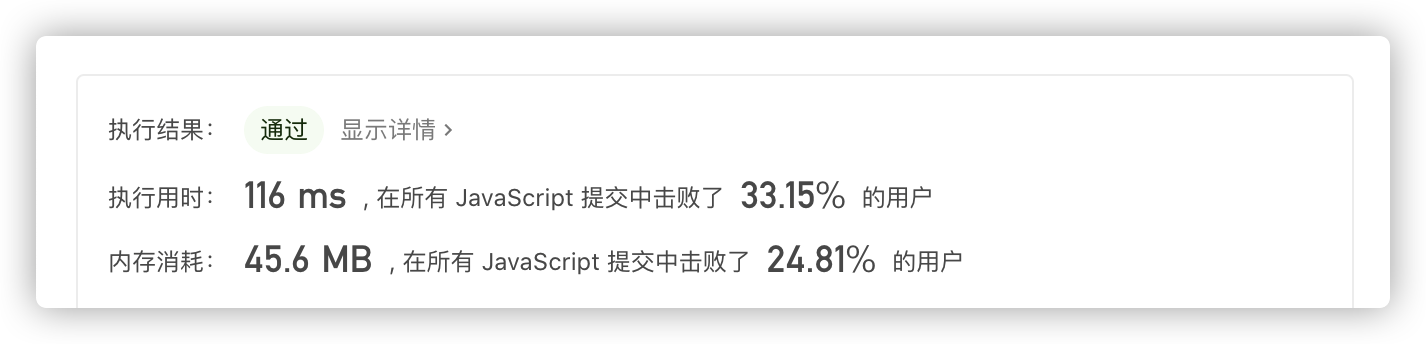 执行结果： 通过 显示详情 >
执行用时： 116 ms , 在所有 JavaScript 提交中击败了 33.15% 的用户
内存消耗： 45.6 MB , 在所有 JavaScript 提交中击败了 24.81% 的用户